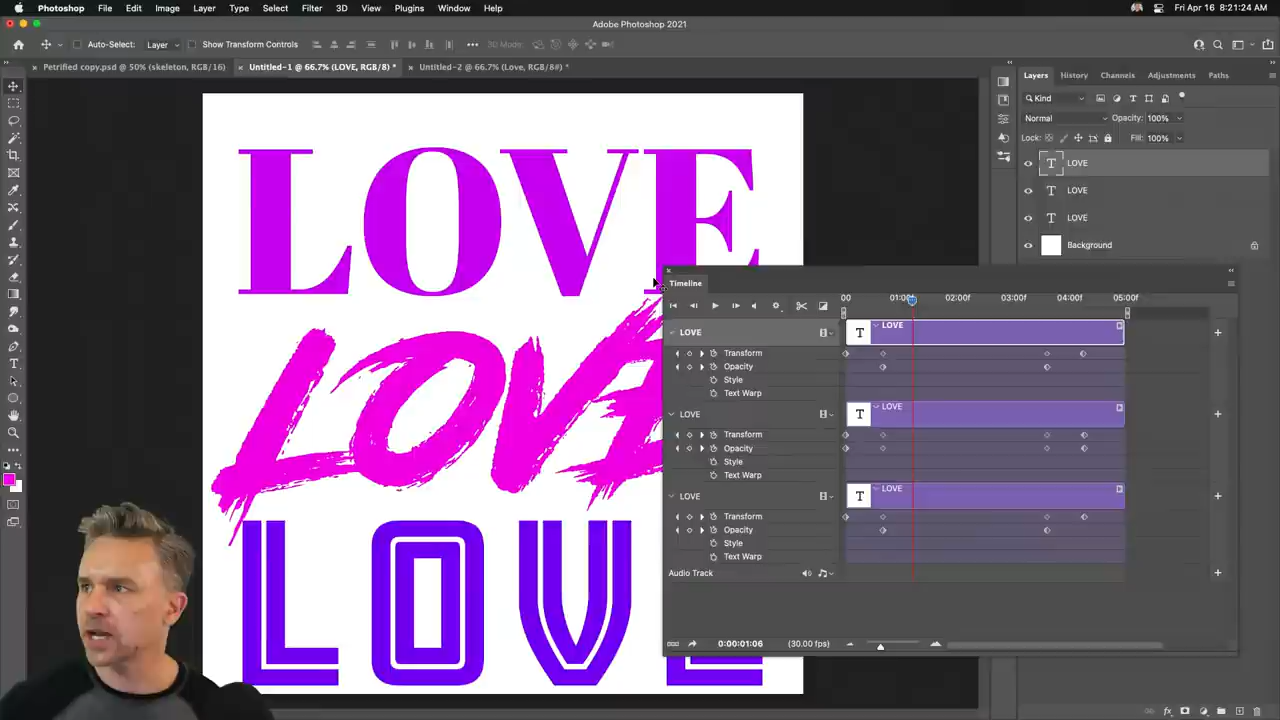 Photoshop File Edit Image Layer Type Select Filter 3D View Plugins Window Help Fri Apr 16 8:21:24 AM
Adobe Photoshop 2021
Auto-Select: Layer Show Transform Controls 3D Mode:
Petrified copy.psd @ 50% (skeleton, RGB/16) Untitled-1 @ 66.7% (LOVE, RGB/8) * Untitled-2 @ 66.7% (Love, RGB/8#) *
Layers History Channels Adjustments Paths
Kind
Normal Opacity: 100%
Lock: Fill: 100%
LOVE
LOVE
LOVE
Background
LOVE
LOVE
LOVE
Timeline
00 01:00f 02:00f 03:00f 04:00f 05:00f
LOVE LOVE
Transform
Opacity
Style
Text Warp
LOVE LOVE
Transform
Opacity
Style
Text Warp
LOVE LOVE
Transform
Opacity
Style
Text Warp
Audio Track
0:00:01:06 (30.00 fps)